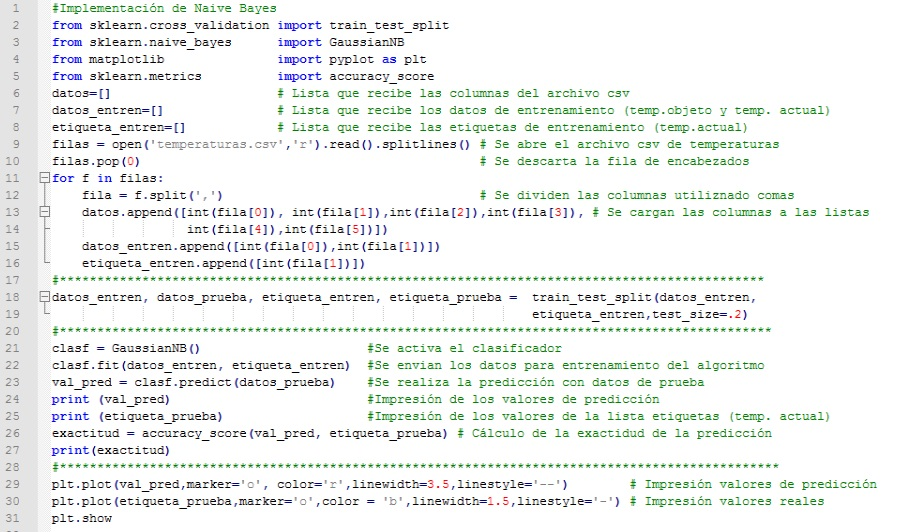 1 #Implementación de Naive Bayes
2 from sklearn.cross_validation import train_test_split
3 from sklearn.naive_bayes import GaussianNB
4 from matplotlib import pyplot as plt
5 from sklearn.metrics import accuracy_score
6 datos=[] # Lista que recibe las columnas del archivo csv
7 datos_entren=[] # Lista que recibe los datos de entrenamiento (temp.objeto y temp. actual)
8 etiqueta_entren=[] # Lista que recibe las etiquetas de entrenamiento (temp.actual)
9 filas = open('temperaturas.csv','r').read().splitlines() # Se abre el archivo csv de temperaturas
10 filas.pop(0) # Se descarta la fila de encabezados
11 for f in filas:
12 fila = f.split(',') # Se dividen las columnas utiliznado comas
13 datos.append([int(fila[0]), int(fila[1]),int(fila[2]),int(fila[3]), # Se cargan las columnas a las listas
14 int(fila[4]),int(fila[5])])
15 datos_entren.append([int(fila[0]),int(fila[1])])
16 etiqueta_entren.append([int(fila[1])])
17 #**********************************************************************************************
18 datos_entren, datos_prueba, etiqueta_entren, etiqueta_prueba = train_test_split(datos_entren,
19 etiqueta_entren,test_size=.2)
20 #***********************************************************************************************
21 clasf = GaussianNB() #Se activa el clasificador
22 clasf.fit(datos_entren, etiqueta_entren) #Se envian los datos para entrenamiento del algoritmo
23 val_pred = clasf.predict(datos_prueba) #Se realiza la predicción con datos de prueba
24 print (val_pred) #Impresión de los valores de predicción
25 print (etiqueta_prueba) #Impresión de los valores de la lista etiquetas (temp. actual)
26 exactitud = accuracy_score(val_pred, etiqueta_prueba) # Cálculo de la exactidud de la predicción
27 print(exactitud)
28 #************************************************************************************************
29 plt.plot(val_pred,marker='o', color='r',linewidth=3.5,linestyle='--') # Impresión valores de predicción
30 plt.plot(etiqueta_prueba,marker='o',color = 'b',linewidth=1.5,linestyle='-') # Impresión valores reales
31 plt.show